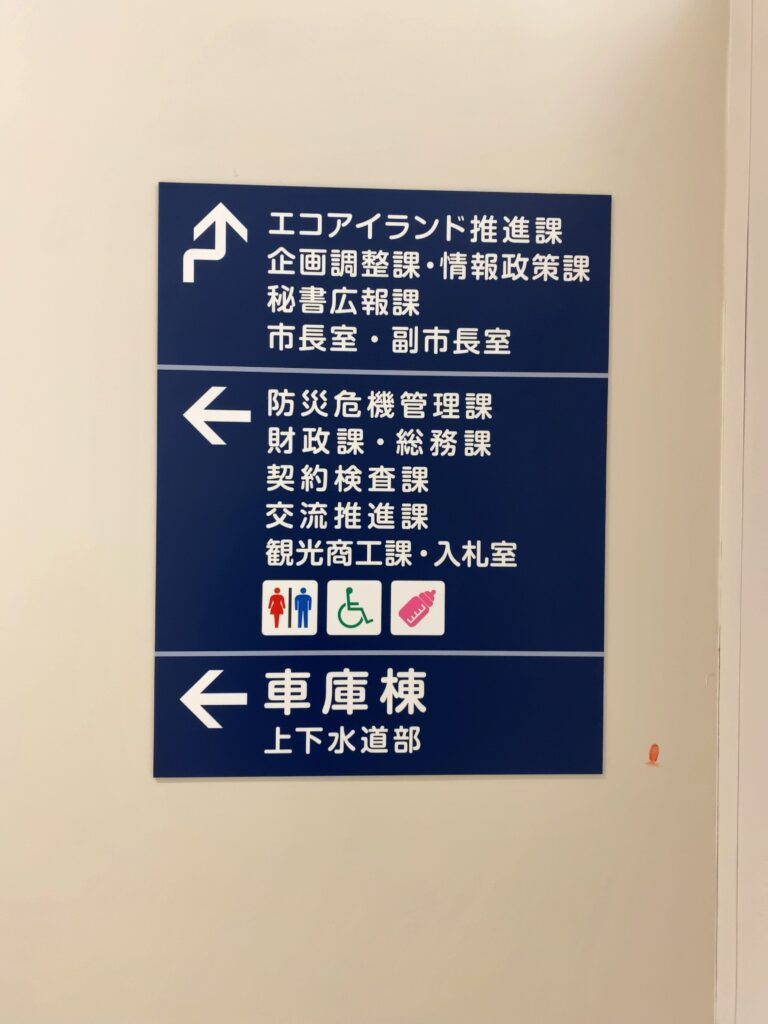 エコアイランド推進課
企画調整課・情報政策課
秘書広報課
市長室・副市長室
防災危機管理課
財政課・総務課
契約検査課
交流推進課
観光商工課・入札室
車庫棟
上下水道部